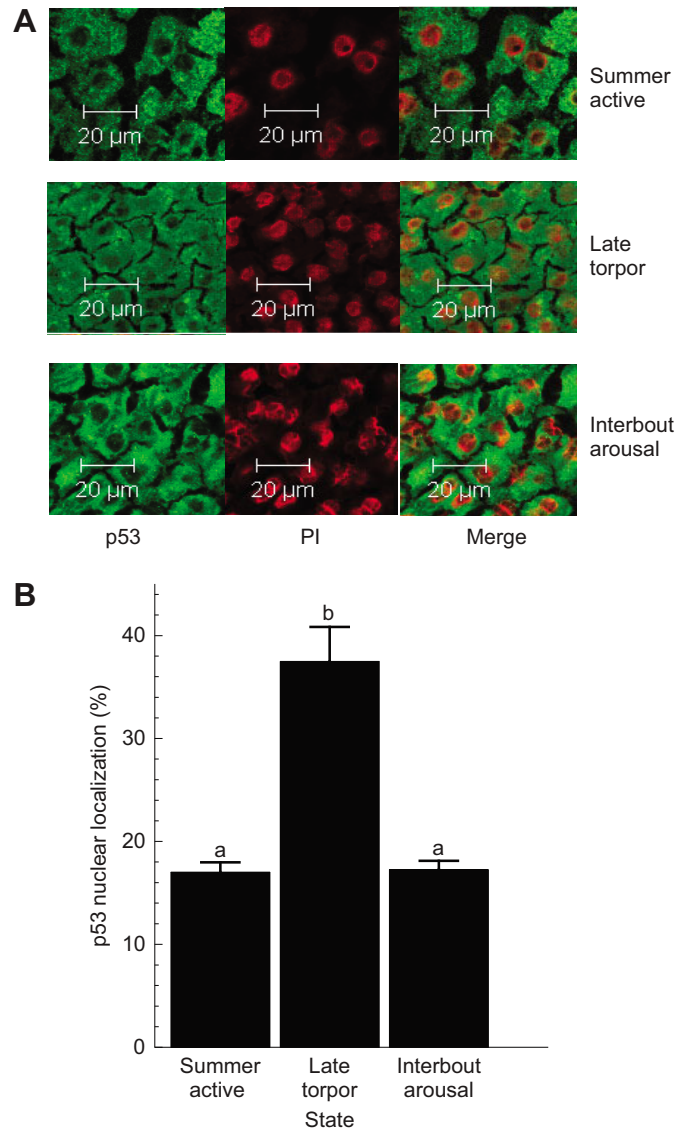 A
20 µm
20 µm
20 µm
Summer
active
20 µm
20 µm
20 µm
Late
torpor
20 µm
20 µm
20 µm
Interbout
arousal
p53
PI
Merge
B
p53 nuclear localization (%)
40
30
20
10
0
a
b
a
Summer
active
Late
torpor
Interbout
arousal
State